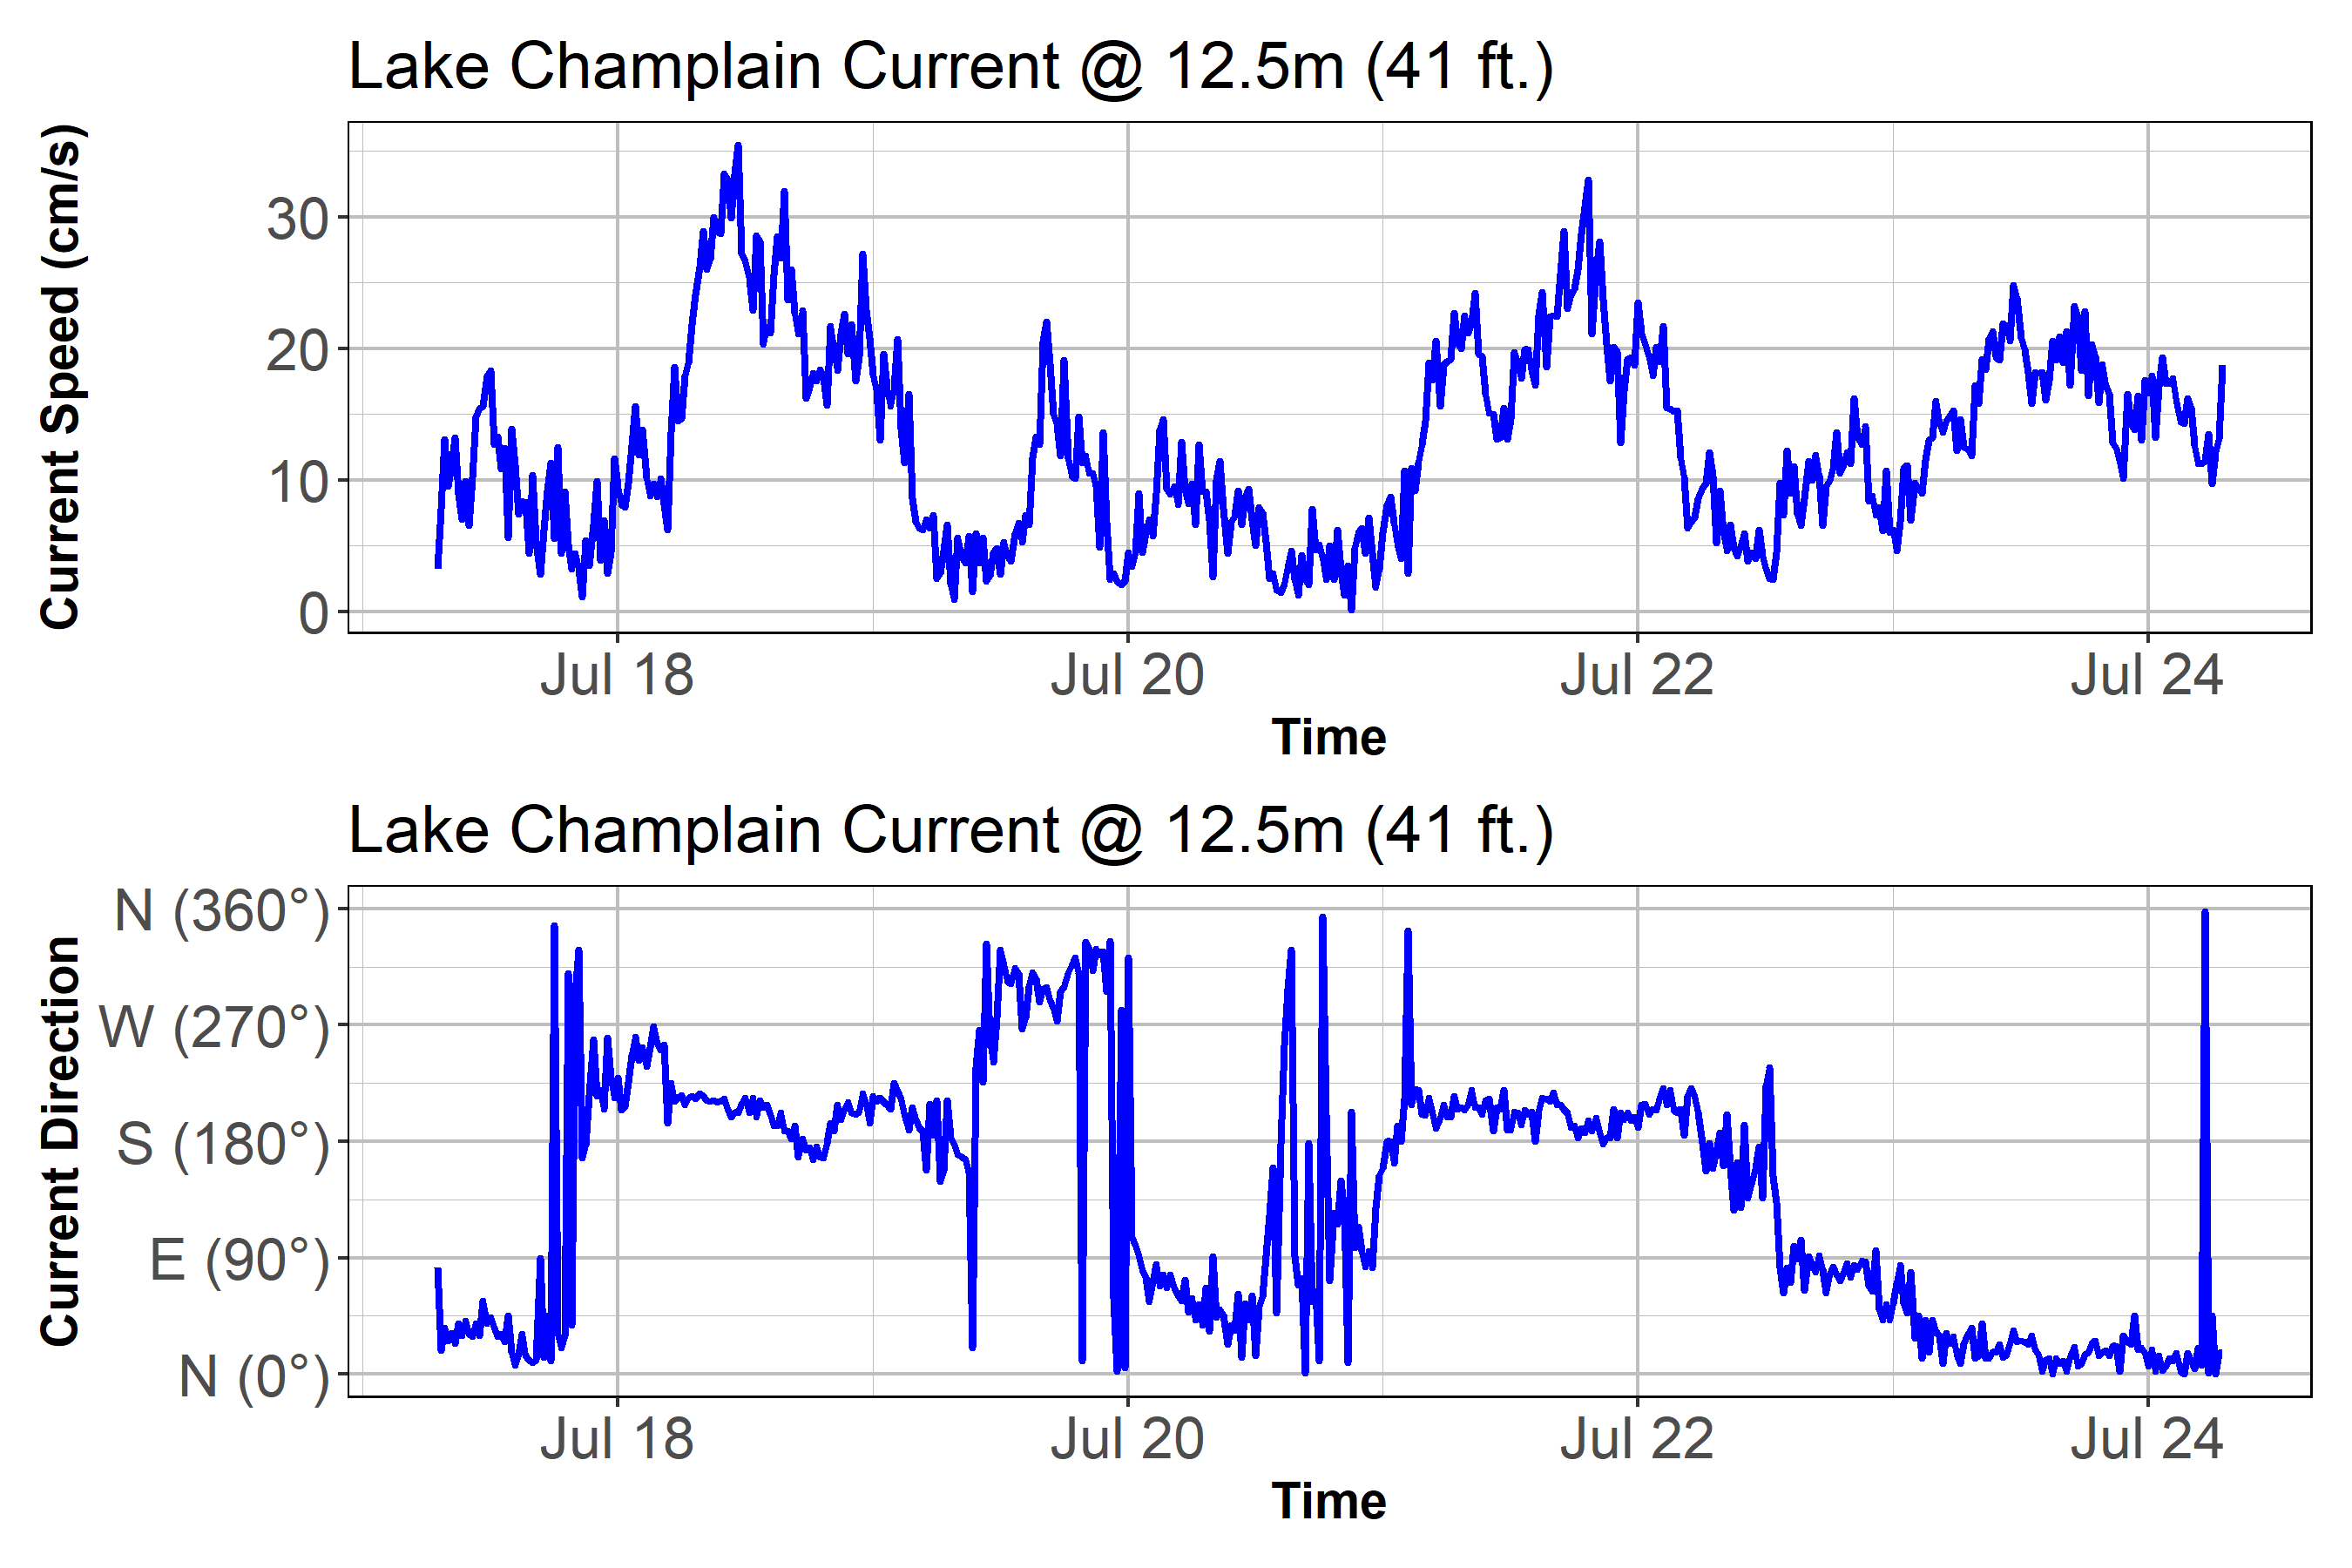 Lake Champlain Current @ 12.5m (41 ft.)
Current Speed (cm/s)
30
20
10
0
Jul 18 Jul 20 Jul 22 Jul 24
Time
Lake Champlain Current @ 12.5m (41 ft.)
Current Direction
N (360°)
W (270°)
S (180°)
E (90°)
N (0°)
Jul 18 Jul 20 Jul 22 Jul 24
Time